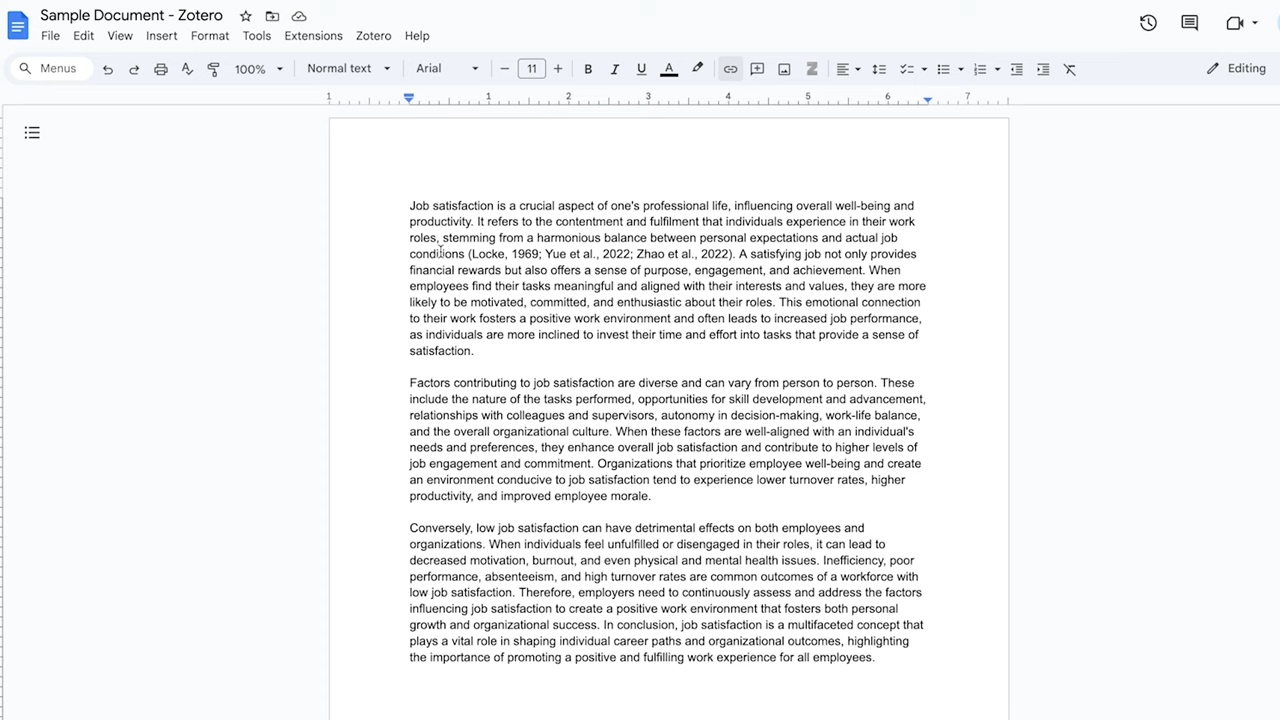 Sample Document - Zotero
File Edit View Insert Format Tools Extensions Zotero Help
Menus 100% Normal text Arial 11 B I U A Z Editing
1 1 2 3 4 5 6 7
Job satisfaction is a crucial aspect of one's professional life, influencing overall well-being and
productivity. It refers to the contentment and fulfilment that individuals experience in their work
roles, stemming from a harmonious balance between personal expectations and actual job
conditions (Locke, 1969; Yue et al., 2022; Zhao et al., 2022). A satisfying job not only provides
financial rewards but also offers a sense of purpose, engagement, and achievement. When
employees find their tasks meaningful and aligned with their interests and values, they are more
likely to be motivated, committed, and enthusiastic about their roles. This emotional connection
to their work fosters a positive work environment and often leads to increased job performance,
as individuals are more inclined to invest their time and effort into tasks that provide a sense of
satisfaction.
Factors contributing to job satisfaction are diverse and can vary from person to person. These
include the nature of the tasks performed, opportunities for skill development and advancement,
relationships with colleagues and supervisors, autonomy in decision-making, work-life balance,
and the overall organizational culture. When these factors are well-aligned with an individual's
needs and preferences, they enhance overall job satisfaction and contribute to higher levels of
job engagement and commitment. Organizations that prioritize employee well-being and create
an environment conducive to job satisfaction tend to experience lower turnover rates, higher
productivity, and improved employee morale.
Conversely, low job satisfaction can have detrimental effects on both employees and
organizations. When individuals feel unfulfilled or disengaged in their roles, it can lead to
decreased motivation, burnout, and even physical and mental health issues. Inefficiency, poor
performance, absenteeism, and high turnover rates are common outcomes of a workforce with
low job satisfaction. Therefore, employers need to continuously assess and address the factors
influencing job satisfaction to create a positive work environment that fosters both personal
growth and organizational success. In conclusion, job satisfaction is a multifaceted concept that
plays a vital role in shaping individual career paths and organizational outcomes, highlighting
the importance of promoting a positive and fulfilling work experience for all employees.